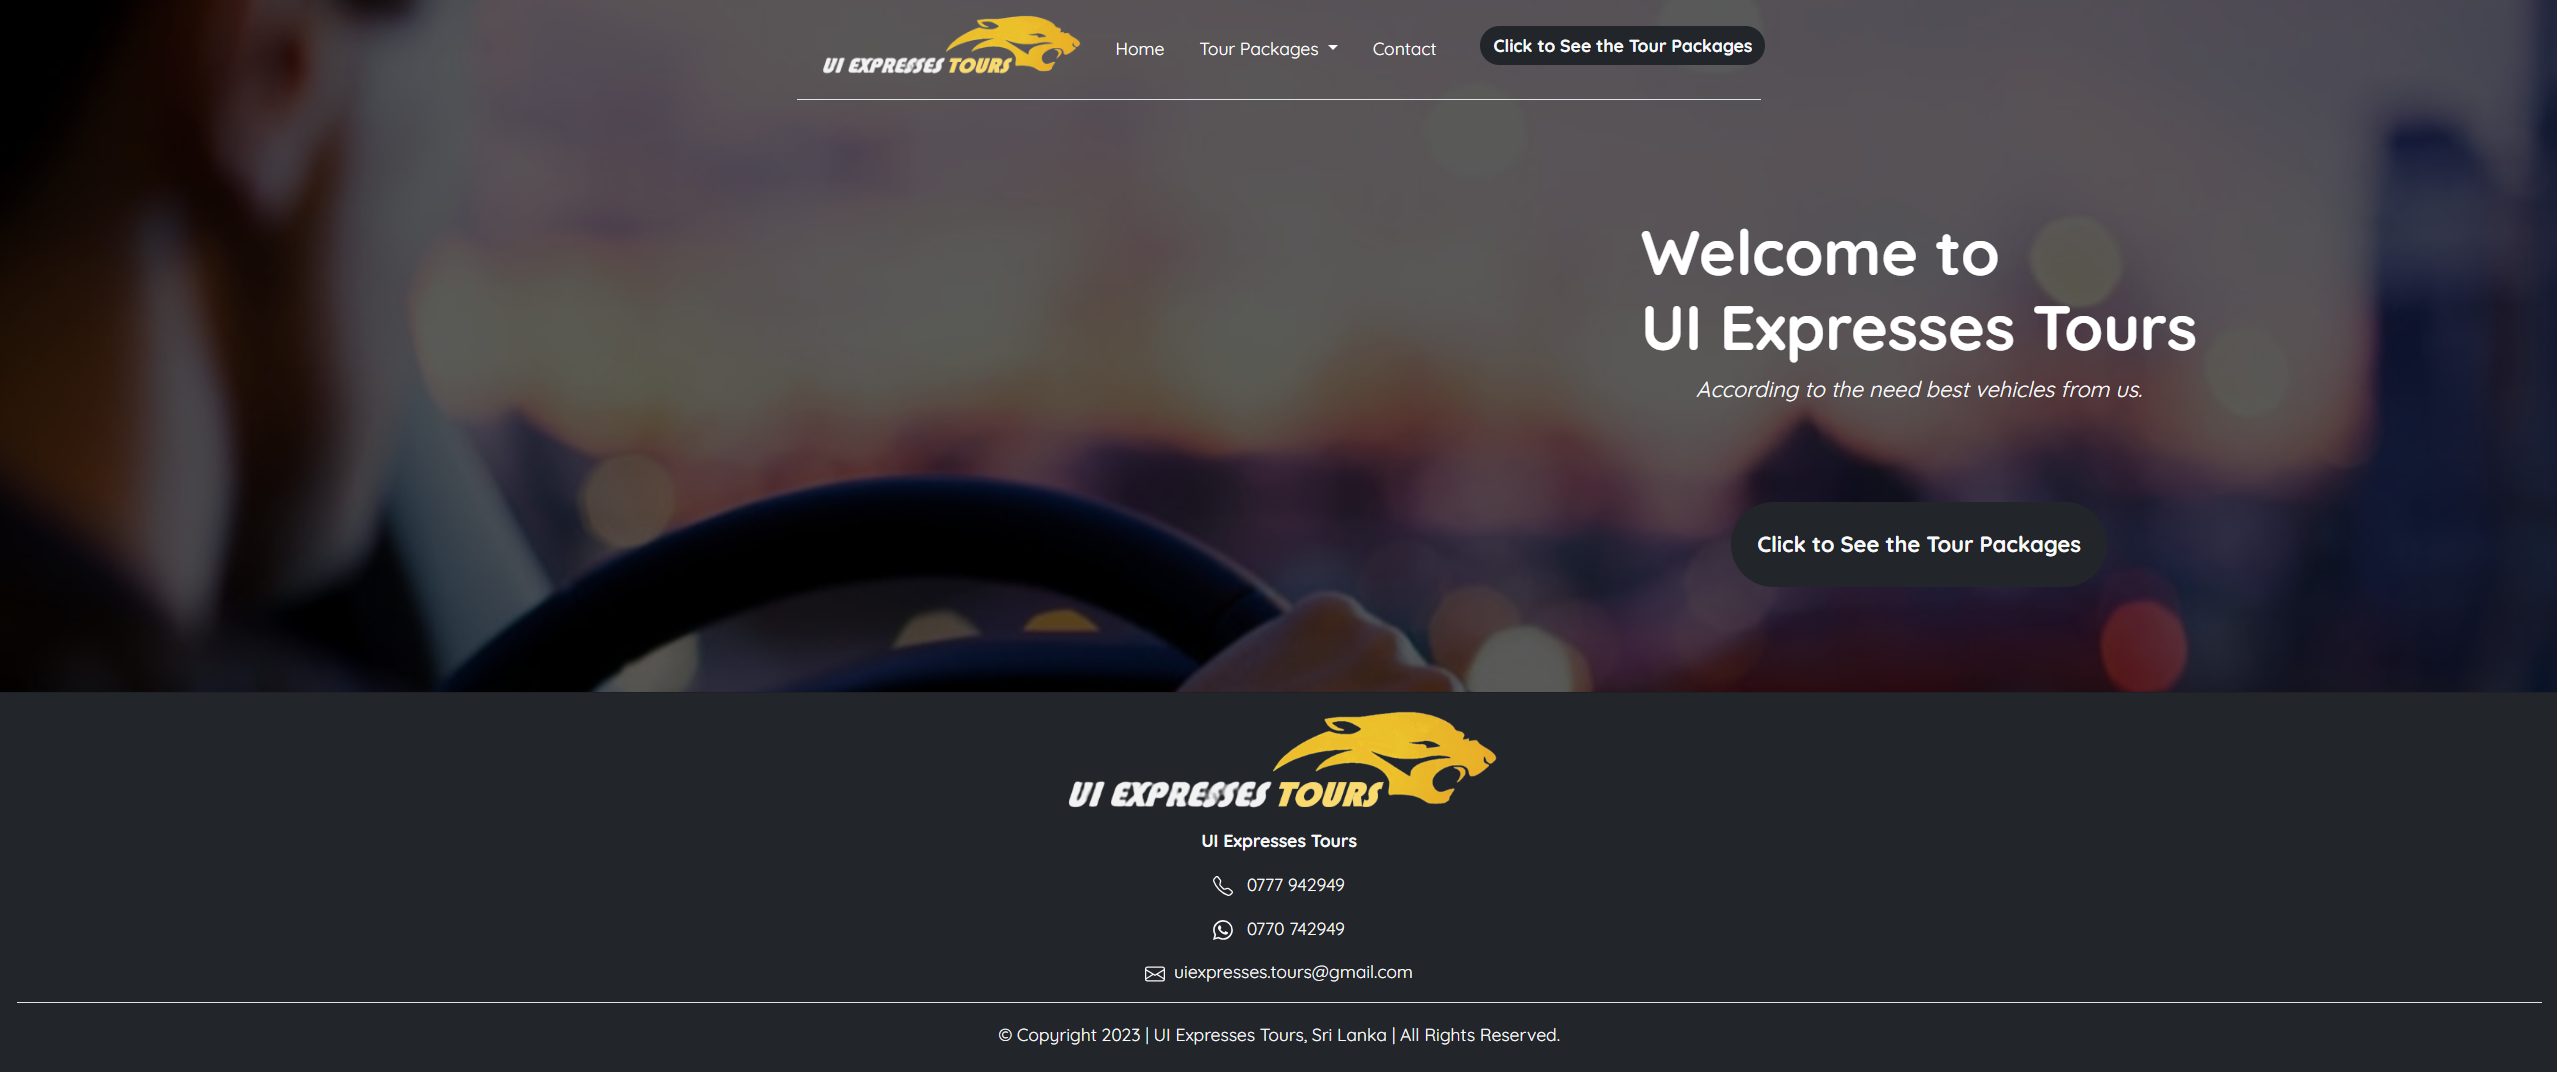 UI EXPRESSES TOURS
Home
Tour Packages
Contact
Click to See the Tour Packages
Welcome to
UI Expresses Tours
According to the need best vehicles from us.
Click to See the Tour Packages
UI EXPRESSES TOURS
UI Expresses Tours
0777 942949
0770 742949
uiexpresses.tours@gmail.com
© Copyright 2023 | UI Expresses Tours, Sri Lanka | All Rights Reserved.